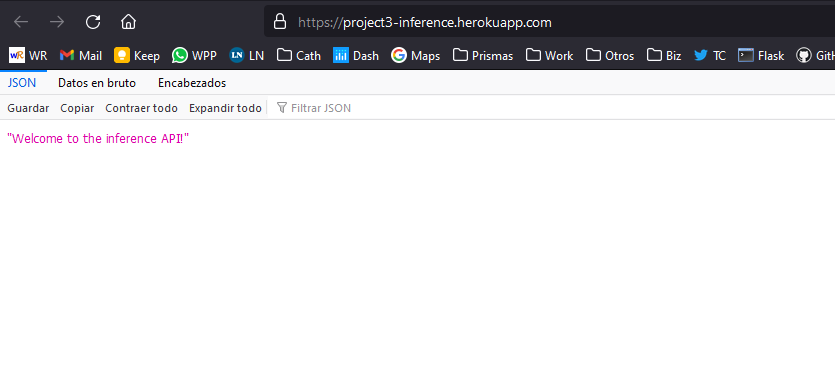 https://project3-inference.herokuapp.com
WR WR Mail Keep WPP LN LN Cath Dash Maps Prismas Work Otros Biz TC Flask GitH
JSON Datos en bruto Encabezados
Guardar Copiar Contraer todo Expandir todo Filtrar JSON
"Welcome to the inference API!"